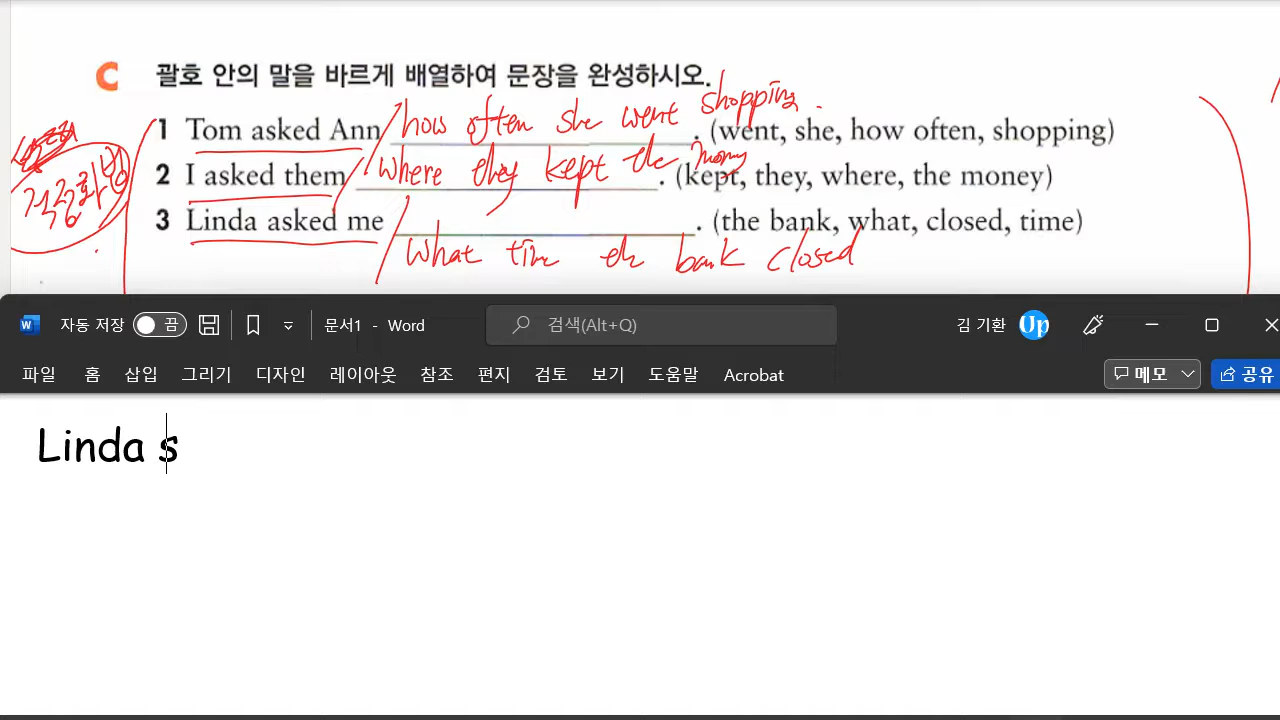 C 괄호 안의 말을 바르게 배열하여 문장을 완성하시오.
1 Tom asked Ann how often she went shopping. (went, she, how often, shopping)
적중확
2 I asked them where they kept the money. (kept, they, where, the money)
3 Linda asked me ____. (the bank, what, closed, time)
What time the bank closed
자동 저장 끔 문서1 - Word 검색(Alt+Q) 김 기환 Up
파일 홈 삽입 그리기 디자인 레이아웃 참조 편지 검토 보기 도움말 Acrobat 메모 공유
Linda s